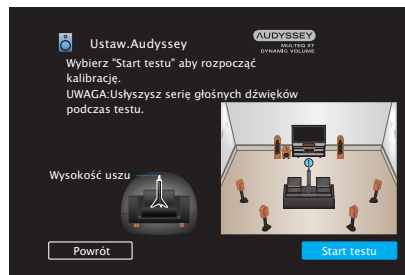 Ustaw.Audyssey
AUDYSSEY
MULTEQ XT
DYNAMIC VOLUME
Wybierz "Start testu" aby rozpocząć
kalibrację.
UWAGA:Usłyszysz serię głośnych dźwięków
podczas testu.
Wysokość uszu
Powrót
Start testu